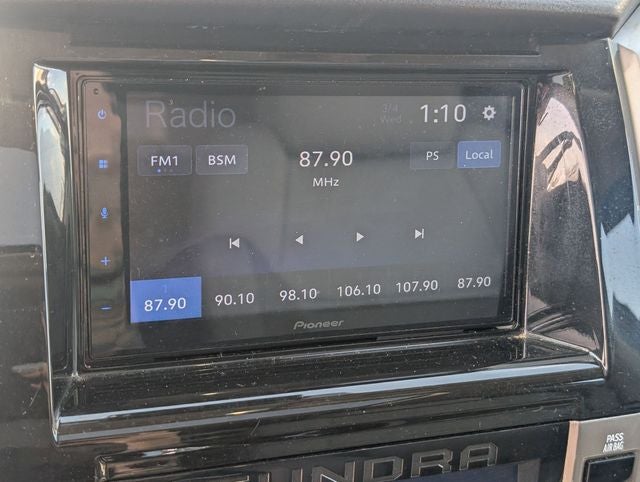 Radio
3/4
Wed
1:10
FM1
BSM
87.90
MHz
PS
Local
1
87.90
90.10
98.10
106.10
107.90
87.90
Pioneer
TUNDRA
PASS
AIR BAG